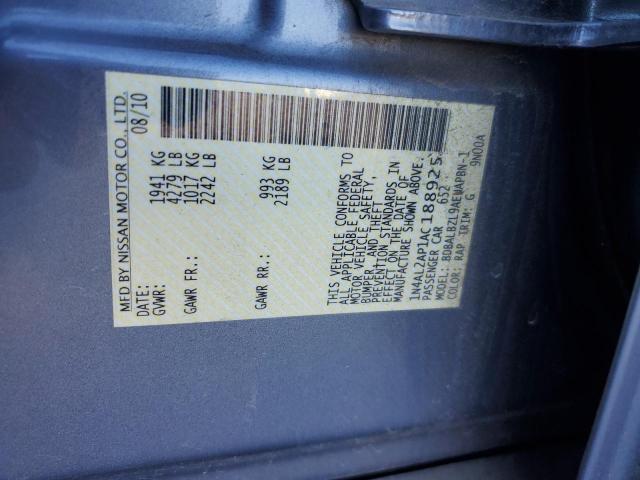 MFD BY NISSAN MOTOR CO., LTD.
DATE: 08/10
GVWR: 1941 KG
4279 LB
GAWR FR.: 1017 KG
2242 LB
GAWR RR.: 993 KG
2189 LB
THIS VEHICLE CONFORMS TO
ALL APPLICABLE FEDERAL
MOTOR VEHICLE SAFETY,
BUMPER, AND THEFT
PREVENTION STANDARDS IN
EFFECT ON THE DATE OF
MANUFACTURE SHOWN ABOVE.
1N4AL2AP1AC188925
PASSENGER CAR 652
MODEL: BDBALBZL9AEWAPBN-1
COLOR: RAP TRIM: G 9N00A